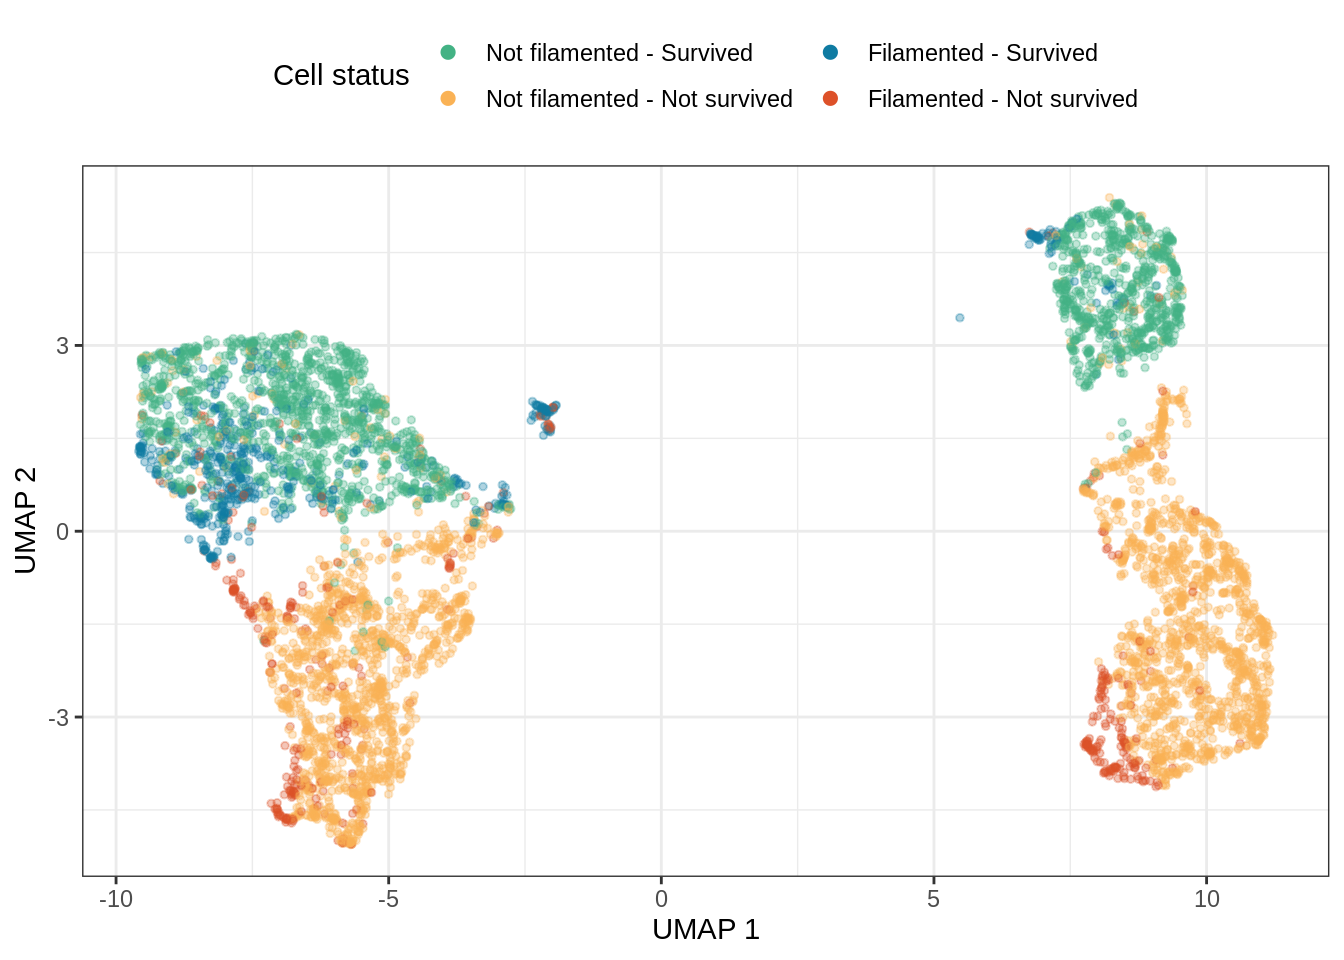 Cell status
Not filamented - Survived
Filamented - Survived
Not filamented - Not survived
Filamented - Not survived
UMAP 2
3
0
-3
-10
-5
0
5
10
UMAP 1